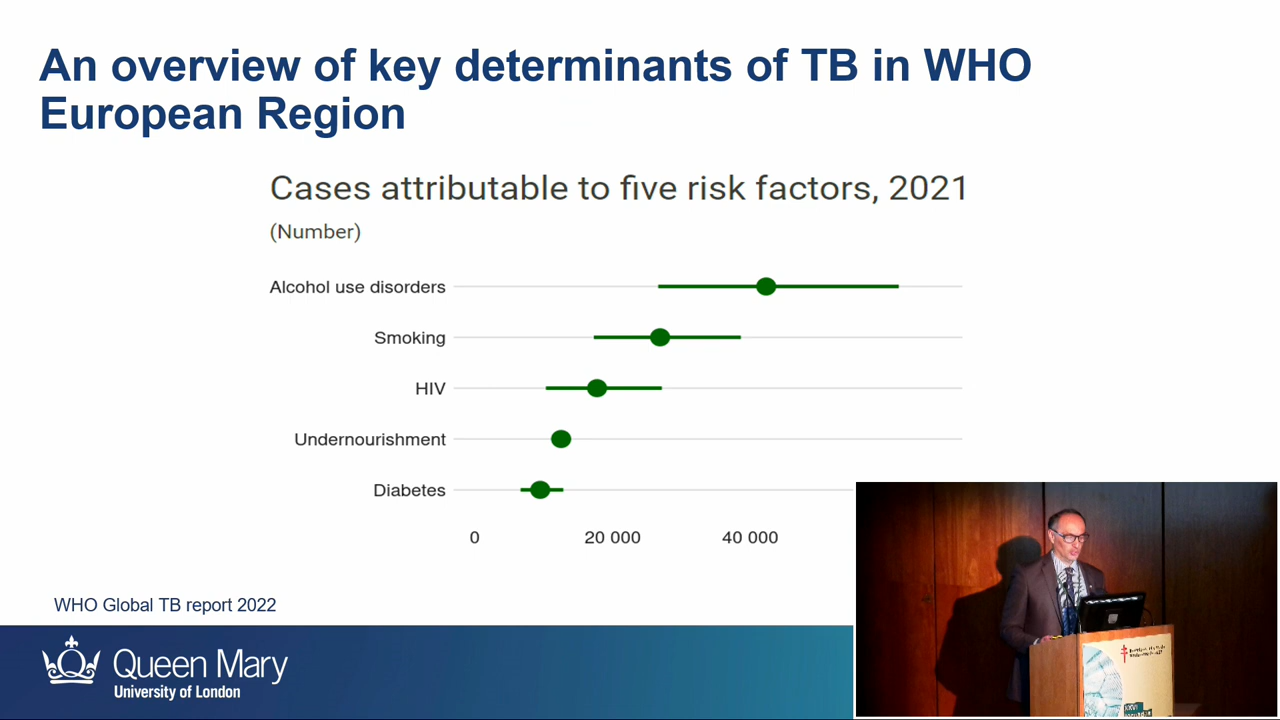 An overview of key determinants of TB in WHO
European Region
Cases attributable to five risk factors, 2021
(Number)
Alcohol use disorders
Smoking
HIV
Undernourishment
Diabetes
0 20 000 40 000
WHO Global TB report 2022
Queen Mary
University of London